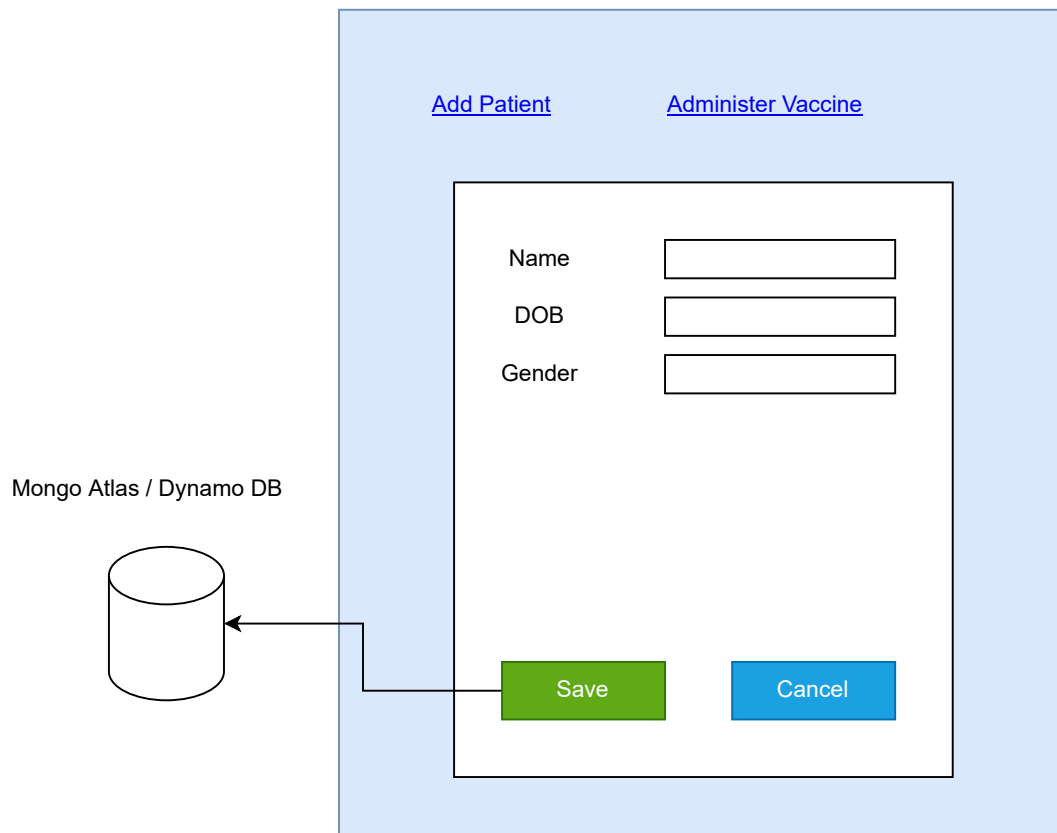 Add Patient
Administer Vaccine
Name
DOB
Gender
Mongo Atlas / Dynamo DB
Save
Cancel